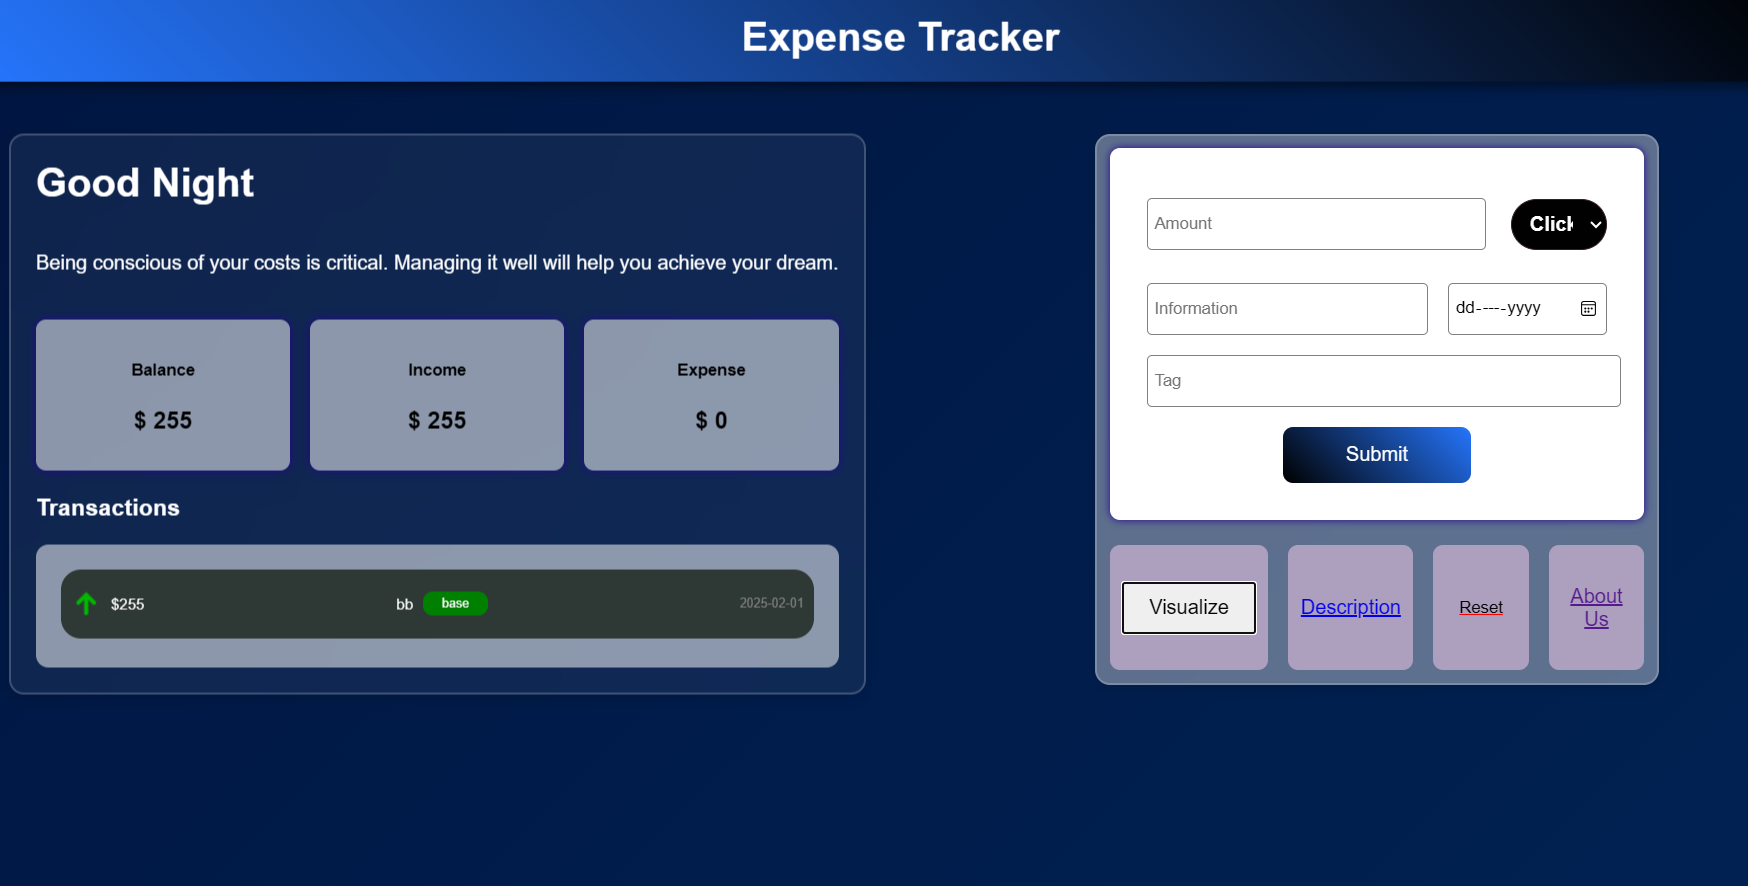 Expense Tracker
Good Night
Being conscious of your costs is critical. Managing it well will help you achieve your dream.
Balance
$ 255
Income
$ 255
Expense
$ 0
Transactions
$255 bb base 2025-02-01
Amount
Click
Information
dd----yyyy
Tag
Submit
Visualize
Description
Reset
About
Us